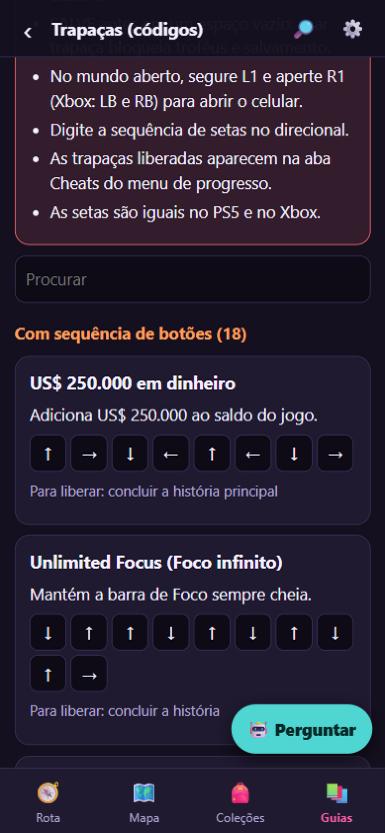 Trapaças (códigos)
trapaça bloqueia troféus e salvamento.
No mundo aberto, segure L1 e aperte R1
(Xbox: LB e RB) para abrir o celular.
Digite a sequência de setas no direcional.
As trapaças liberadas aparecem na aba
Cheats do menu de progresso.
As setas são iguais no PS5 e no Xbox.
Procurar
Com sequência de botões (18)
US$ 250.000 em dinheiro
Adiciona US$ 250.000 ao saldo do jogo.
↑ → ↓ ← ↑ ← ↓ →
Para liberar: concluir a história principal
Unlimited Focus (Foco infinito)
Mantém a barra de Foco sempre cheia.
↓ ↑ ↑ ↓ ↑ ↓ ↑ ↓
↑ →
Para liberar: concluir a história
Perguntar
Rota
Mapa
Coleções
Guias